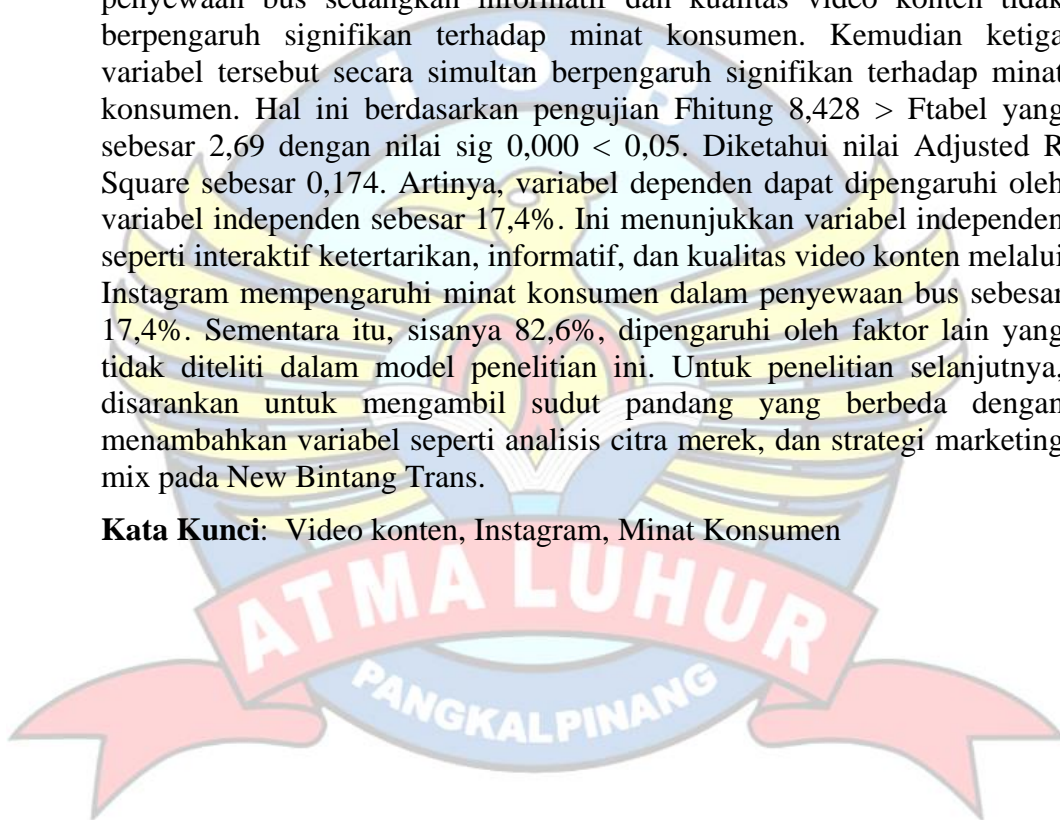 penyewaan bus sedangkan informatif dan kualitas video konten tidak
berpengaruh signifikan terhadap minat konsumen. Kemudian ketiga
variabel tersebut secara simultan berpengaruh signifikan terhadap minat
konsumen. Hal ini berdasarkan pengujian Fhitung 8,428 > Ftabel yang
sebesar 2,69 dengan nilai sig 0,000 < 0,05. Diketahui nilai Adjusted R
Square sebesar 0,174. Artinya, variabel dependen dapat dipengaruhi oleh
variabel independen sebesar 17,4%. Ini menunjukkan variabel independen
seperti interaktif ketertarikan, informatif, dan kualitas video konten melalui
Instagram mempengaruhi minat konsumen dalam penyewaan bus sebesar
17,4%. Sementara itu, sisanya 82,6%, dipengaruhi oleh faktor lain yang
tidak diteliti dalam model penelitian ini. Untuk penelitian selanjutnya,
disarankan untuk mengambil sudut pandang yang berbeda dengan
menambahkan variabel seperti analisis citra merek, dan strategi marketing
mix pada New Bintang Trans.
Kata Kunci: Video konten, Instagram, Minat Konsumen
I S B
ATMA LUHUR
PANGKALPINANG